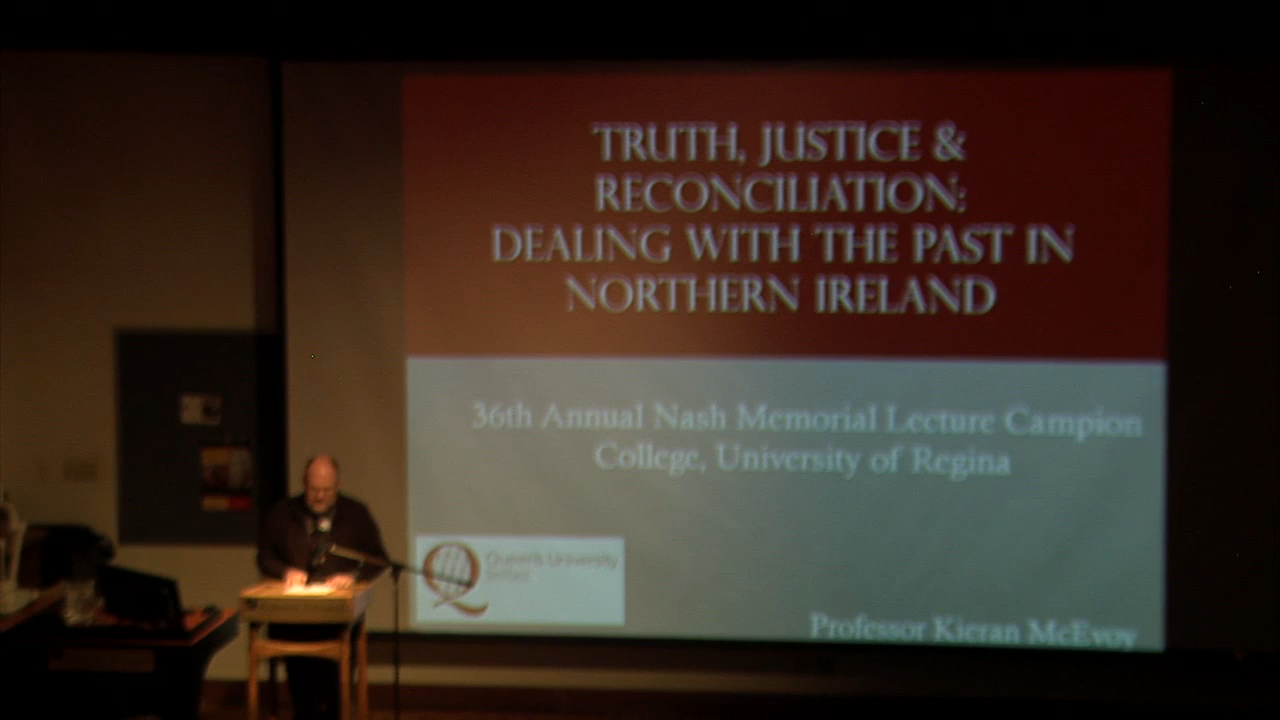 TRUTH, JUSTICE &
RECONCILIATION:
DEALING WITH THE PAST IN
NORTHERN IRELAND
36th Annual Nash Memorial Lecture Campion
College, University of Regina
Queen's University
Belfast
Professor Kieran McEvoy